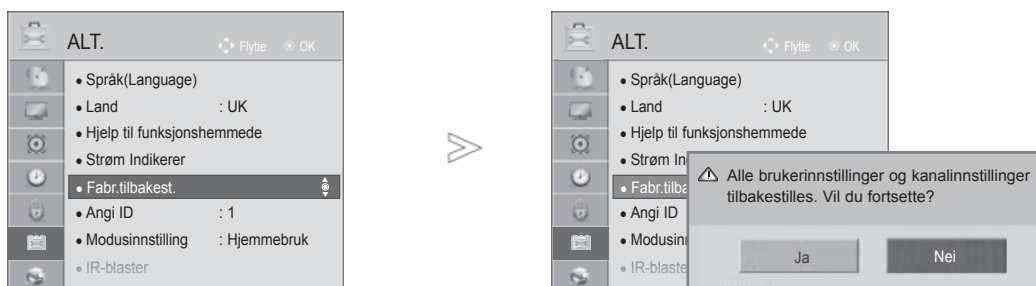 ALT.
Flytte OK
• Språk(Language)
• Land : UK
• Hjelp til funksjonshemmede
• Strøm Indikerer
• Fabr.tilbakest.
• Angi ID : 1
• Modusinnstilling : Hjemmebruk
• IR-blaster
ALT.
Flytte OK
• Språk(Language)
• Land : UK
• Hjelp til funksjonshemmede
• Strøm In
• Fabr.tilba
• Angi ID
• Modusinn
• IR-blaste
Alle brukerinnstillinger og kanalinnstillinger
tilbakestilles. Vil du fortsette?
Ja Nei